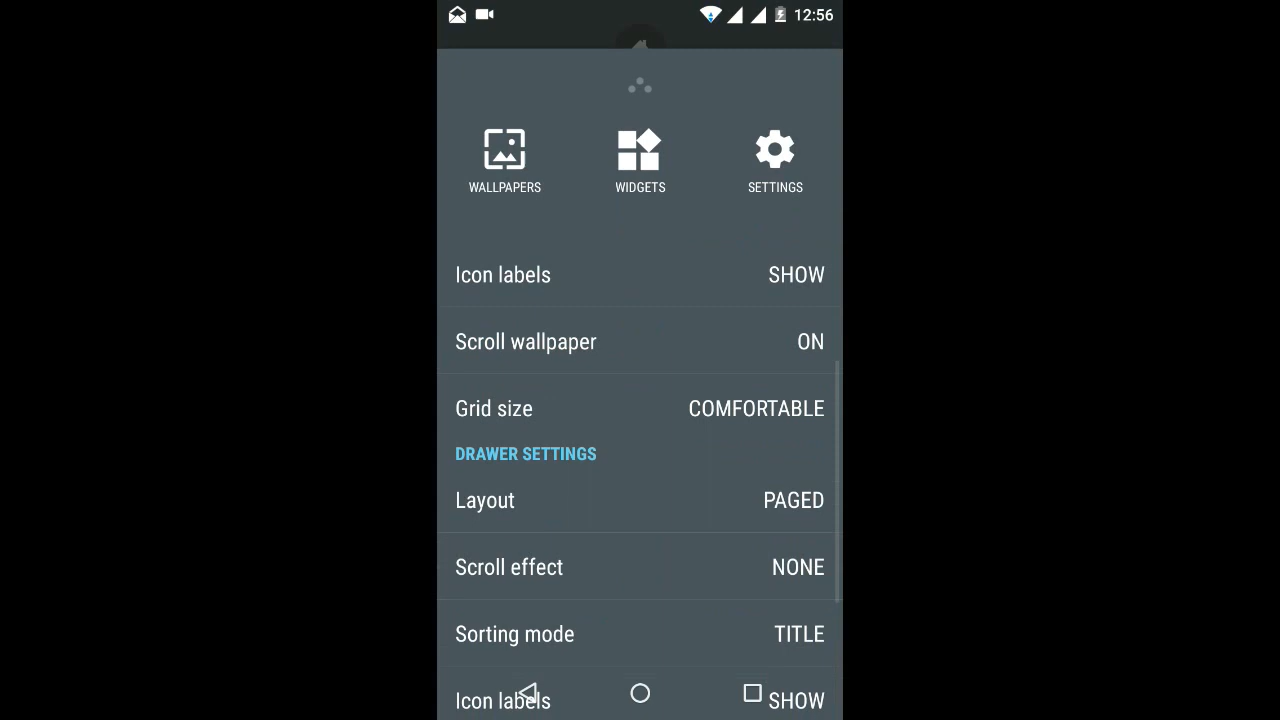 12:56
WALLPAPERS WIDGETS SETTINGS
Icon labels SHOW
Scroll wallpaper ON
Grid size COMFORTABLE
DRAWER SETTINGS
Layout PAGED
Scroll effect NONE
Sorting mode TITLE
Icon labels SHOW